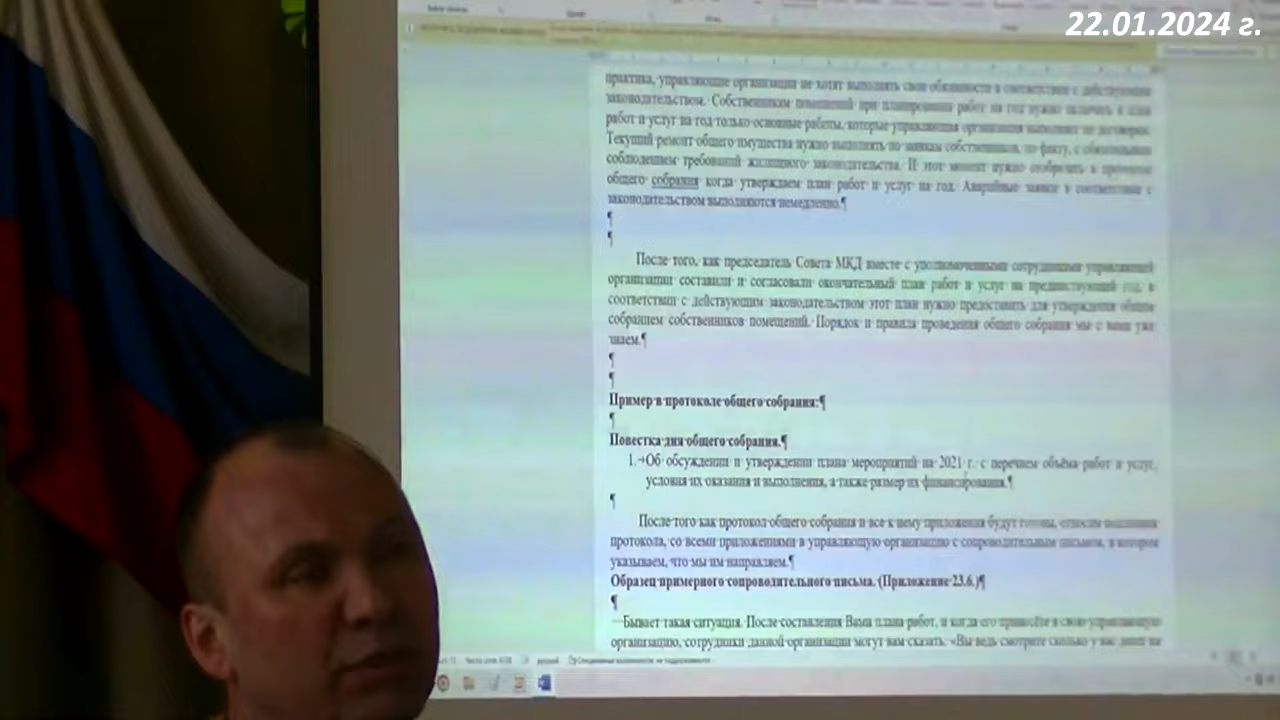 22.01.2024 г.
практика, управляющие организации не хотят выполнять свои обязанности в соответствии с действующим
законодательством. Собственникам помещений при планировании работ на год нужно включать в план
работ и услуг на год только основные работы, которые управляющая организация выполняет по договорам.
Текущий ремонт общего имущества нужно выполнять по заявкам собственников, по факту, с обязательным
соблюдением требований жилищного законодательства. И этот момент нужно отобразить в протоколе
общего собрания когда утверждаем план работ и услуг на год. Аварийные заявки в соответствии с
законодательством выполняются немедленно.¶
¶
¶
После того, как председатель Совета МКД вместе с уполномоченными сотрудниками управляющей
организации составили и согласовали окончательный план работ и услуг на предшествующий год, в
соответствии с действующим законодательством этот план нужно предоставить для утверждения общим
собранием собственников помещений. Порядок и правила проведения общего собрания мы с вами уже
знаем.¶
¶
¶
Пример в протоколе общего собрания:¶
¶
Повестка дня общего собрания.¶
1.→Об обсуждении и утверждении плана мероприятий на 2021 г. с перечнем объёма работ и услуг,
условия их оказания и выполнения, а также размер их финансирования.¶
¶
После того как протокол общего собрания и все к нему приложения будут готовы, относим
протокола, со всеми приложениями в управляющую организацию с сопроводительным письмом, в котором
указываем, что мы им направляем.¶
Образец примерного сопроводительного письма. (Приложение 23.6.)¶
¶
Бывает такая ситуация. После составления Вами плана работ, и когда его принесёте в свою управляющую
организацию, сотрудники данной организации могут вам сказать: «Вы ведь смотрите сколько у вас денег на
русский